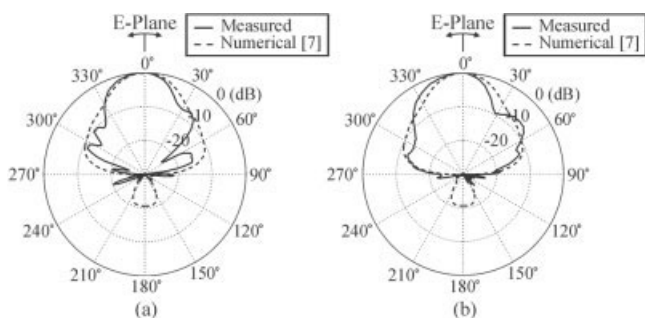 E-Plane
Measured
Numerical [7]
0°
330°
30°
0 (dB)
300°
-10
60°
-20
270°
90°
240°
120°
210°
150°
180°
(a)
E-Plane
Measured
Numerical [7]
0°
330°
30°
0 (dB)
300°
-10
60°
-20
270°
90°
240°
120°
210°
150°
180°
(b)